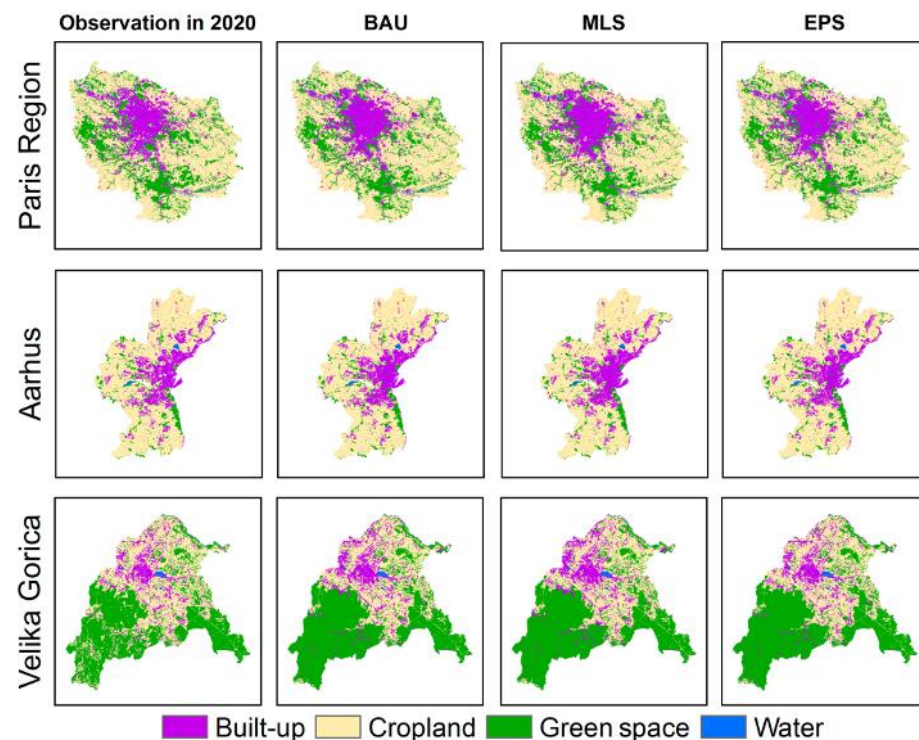 Observation in 2020 BAU MLS EPS
Paris Region
Aarhus
Velika Gorica
Built-up Cropland Green space Water